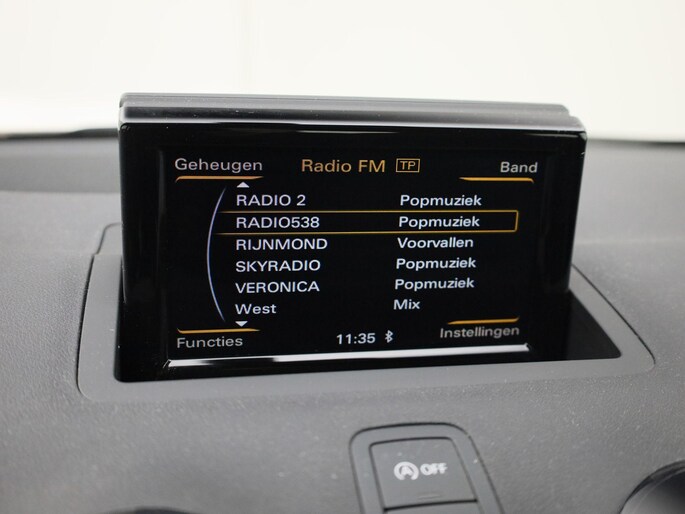 Geheugen Radio FM TP Band
RADIO 2 Popmuziek
RADIO538 Popmuziek
RIJNMOND Voorvallen
SKYRADIO Popmuziek
VERONICA Popmuziek
West Mix
Functies 11:35 Instellingen
A OFF